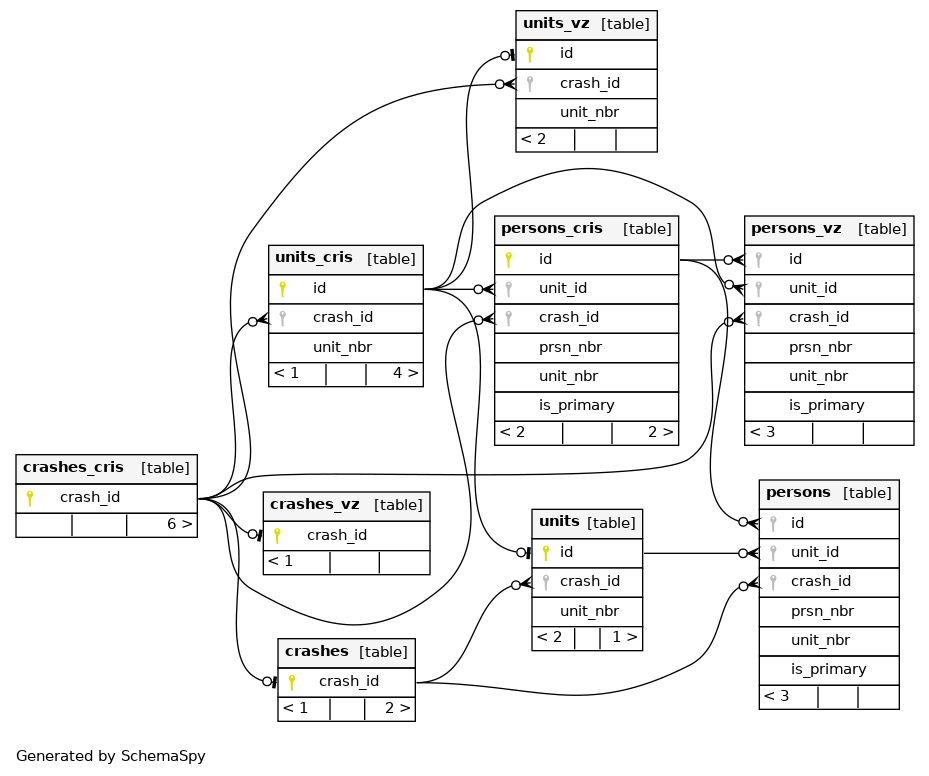 units_vz [table]
id
crash_id
unit_nbr
< 2
units_cris [table]
id
crash_id
unit_nbr
< 1 4 >
persons_cris [table]
id
unit_id
crash_id
prsn_nbr
unit_nbr
is_primary
< 2 2 >
persons_vz [table]
id
unit_id
crash_id
prsn_nbr
unit_nbr
is_primary
< 3
crashes_cris [table]
crash_id
6 >
crashes_vz [table]
crash_id
< 1
units [table]
id
crash_id
unit_nbr
< 2 1 >
persons [table]
id
unit_id
crash_id
prsn_nbr
unit_nbr
is_primary
< 3
crashes [table]
crash_id
< 1 2 >
Generated by SchemaSpy